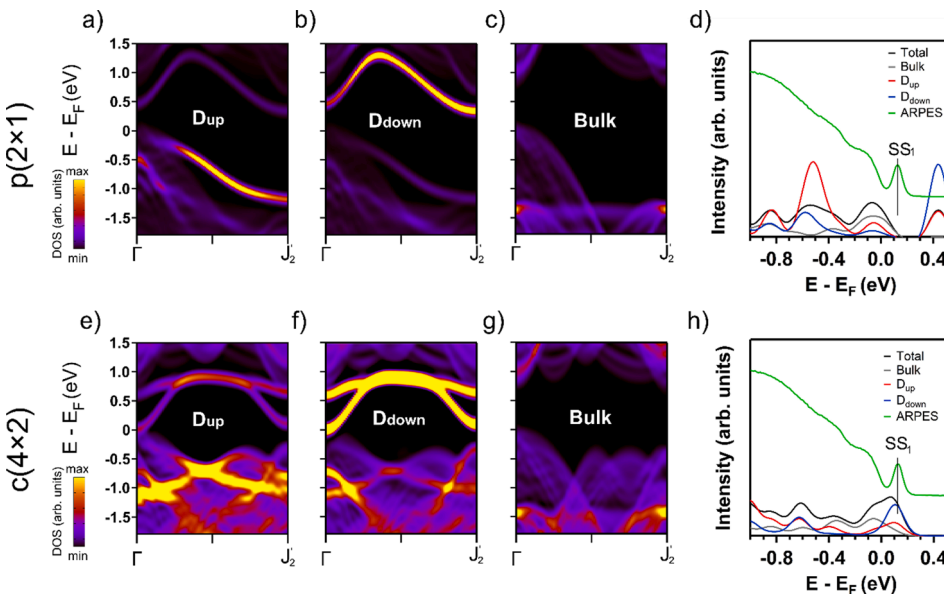 a)
b)
c)
d)
p(2×1)
DOS (arb. units)
min
max
E - E_F (eV)
1.5
1.0
0.5
0
-0.5
-1.0
-1.5
Dup
Γ
J'₂
Ddown
Γ
J'₂
Bulk
Γ
J'₂
Intensity (arb. units)
Total
Bulk
D_up
D_down
ARPES
SS₁
-0.8
-0.4
0.0
0.4
E - E_F (eV)
e)
f)
g)
h)
c(4×2)
DOS (arb. units)
min
max
E - E_F (eV)
1.5
1.0
0.5
0
-0.5
-1.0
-1.5
Dup
Γ
J'₂
Ddown
Γ
J'₂
Bulk
Γ
J'₂
Intensity (arb. units)
Total
Bulk
D_up
D_down
ARPES
SS₁
-0.8
-0.4
0.0
0.4
E - E_F (eV)